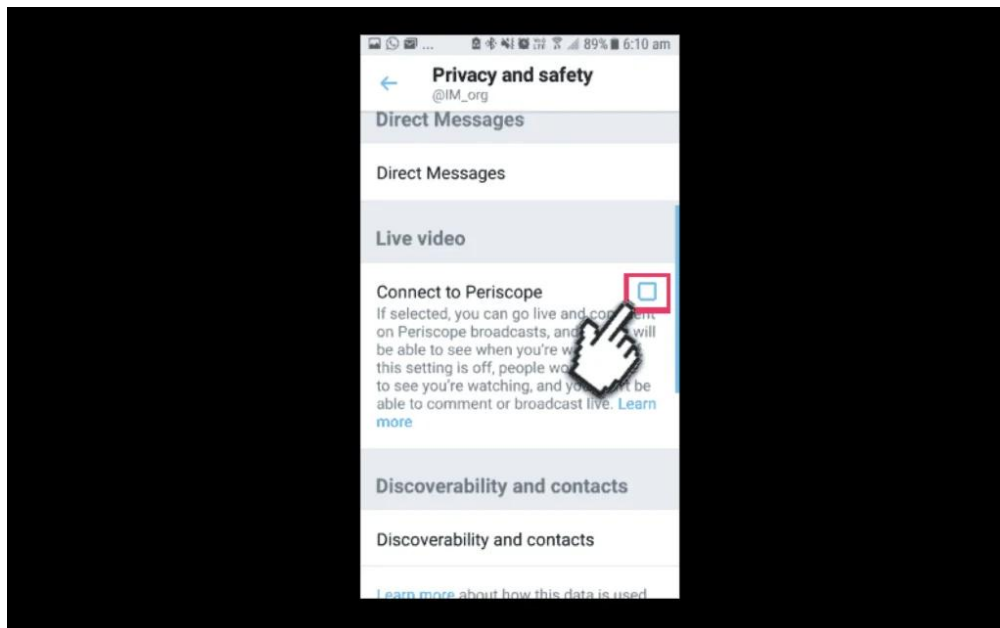 ... 89% 6:10 am
Privacy and safety
@IM_org
Direct Messages
Direct Messages
Live video
Connect to Periscope
If selected, you can go live and
on Periscope broadcasts, and will
be able to see when you're
this setting is off, people
to see you're watching, and be
able to comment or broadcast live. Learn
more
Discoverability and contacts
Discoverability and contacts
Learn more about how this data is used